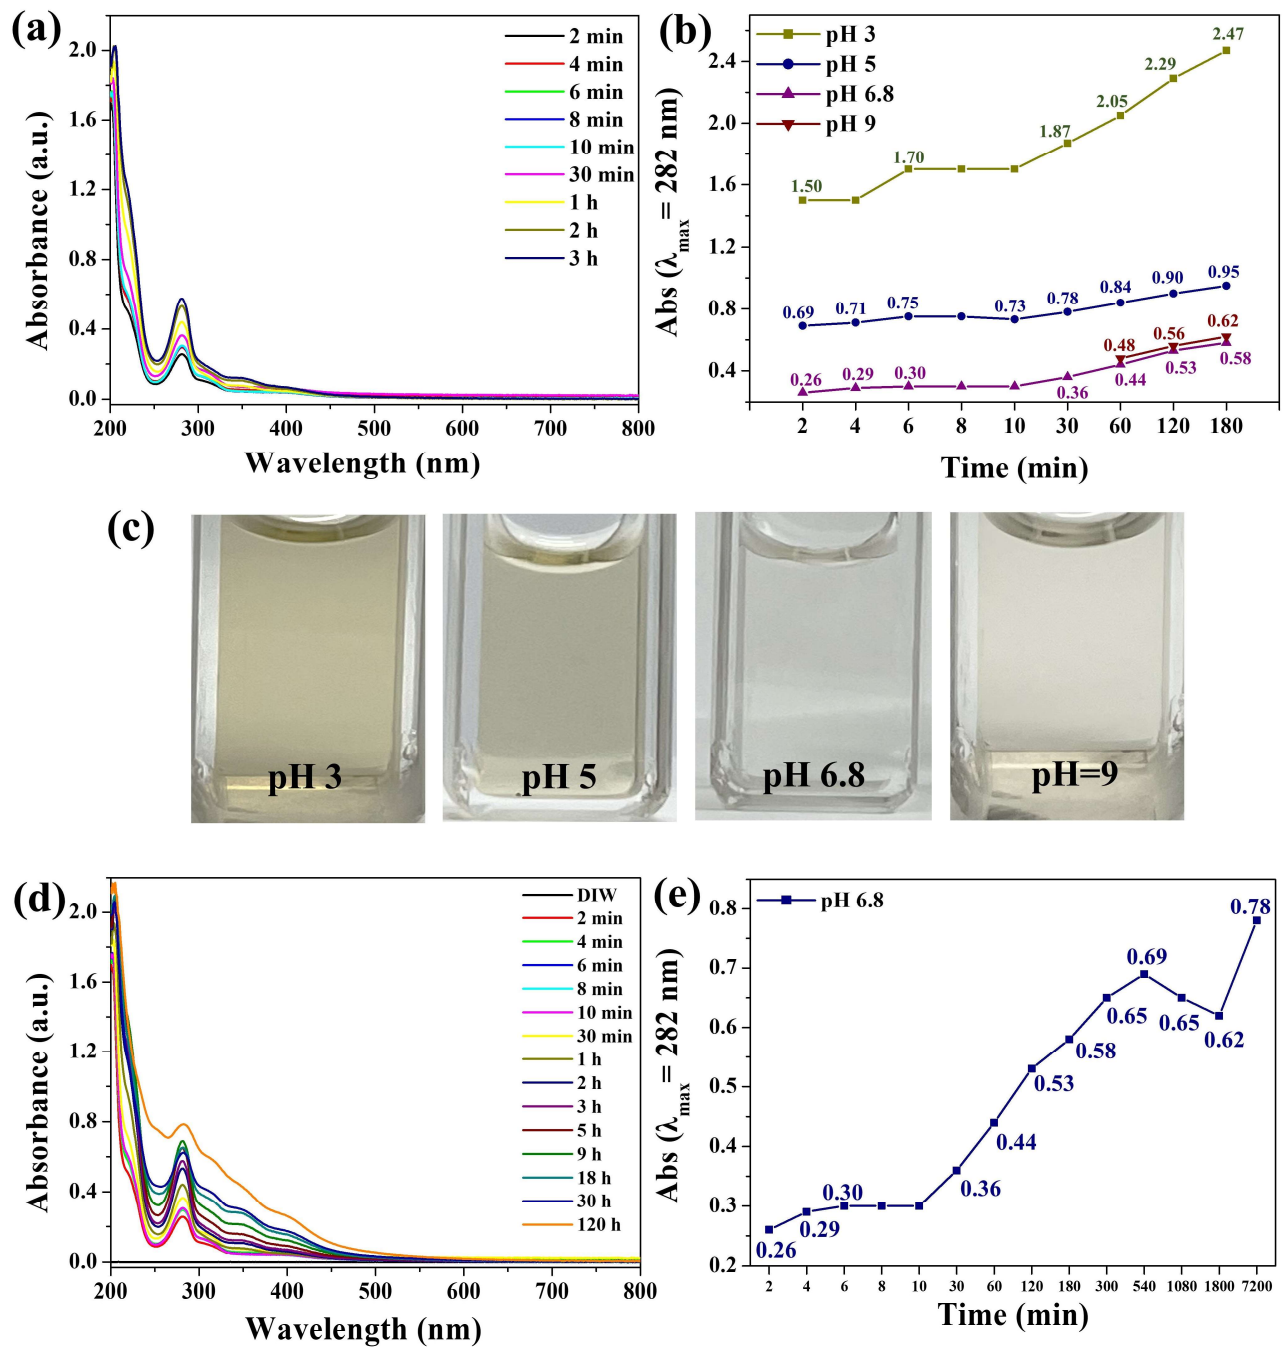 (a)
2.0
1.6
1.2
0.8
0.4
0.0
200 300 400 500 600 700 800
Absorbance (a.u.)
Wavelength (nm)
2 min
4 min
6 min
8 min
10 min
30 min
1 h
2 h
3 h
(b)
pH 3
pH 5
pH 6.8
pH 9
2.4
2.0
1.6
1.2
0.8
0.4
Abs (λmax = 282 nm)
1.50 1.70 1.87 2.05 2.29 2.47
0.69 0.71 0.75 0.73 0.78 0.84 0.90 0.95
0.48 0.56 0.62
0.26 0.29 0.30 0.36 0.44 0.53 0.58
2 4 6 8 10 30 60 120 180
Time (min)
(c)
pH 3
pH 5
pH 6.8
pH=9
(d)
2.0
1.6
1.2
0.8
0.4
0.0
200 300 400 500 600 700 800
Absorbance (a.u.)
Wavelength (nm)
DIW
2 min
4 min
6 min
8 min
10 min
30 min
1 h
2 h
3 h
5 h
9 h
18 h
30 h
120 h
(e)
pH 6.8
0.8
0.7
0.6
0.5
0.4
0.3
0.2
Abs (λmax = 282 nm)
0.26 0.29 0.30 0.36 0.44 0.53 0.58 0.65 0.69 0.65 0.62 0.78
2 4 6 8 10 30 60 120 180 300 540 1080 1800 7200
Time (min)